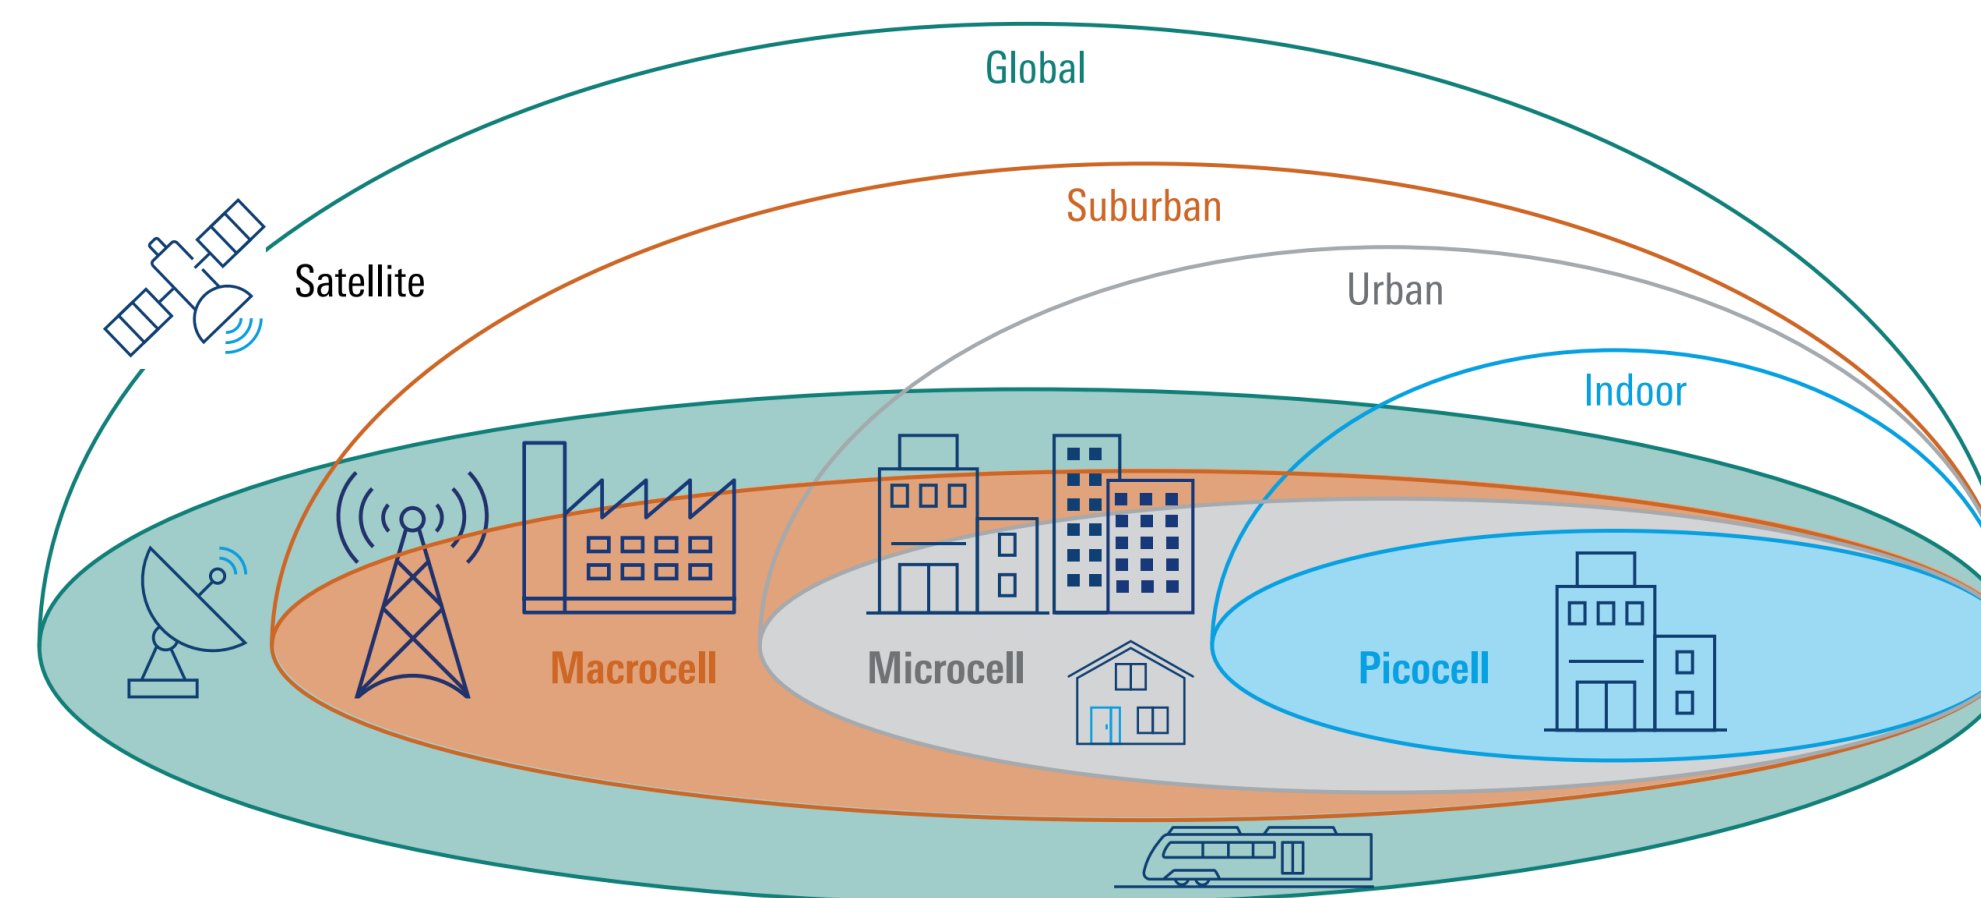 Global
Suburban
Satellite
Urban
Indoor
Macrocell
Microcell
Picocell